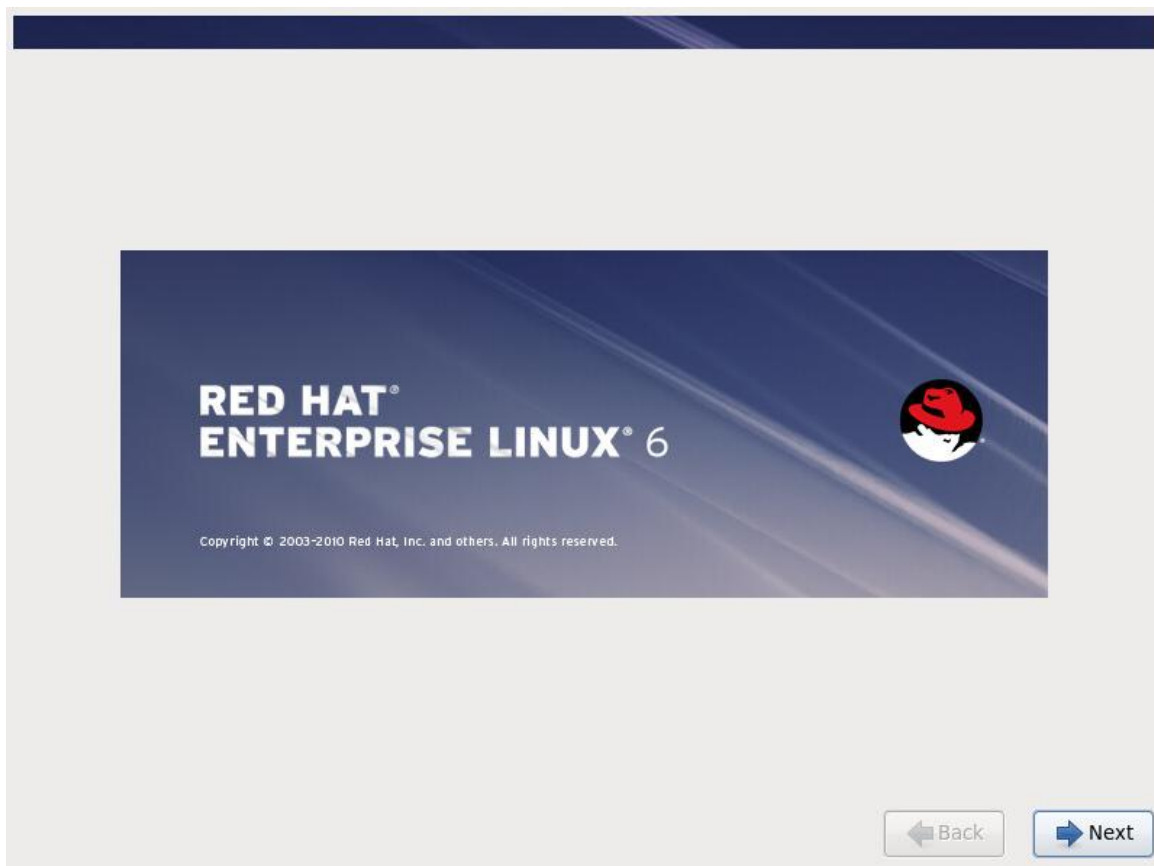 RED HAT®
ENTERPRISE LINUX® 6
Copyright © 2003-2010 Red Hat, Inc. and others. All rights reserved.
Back
Next